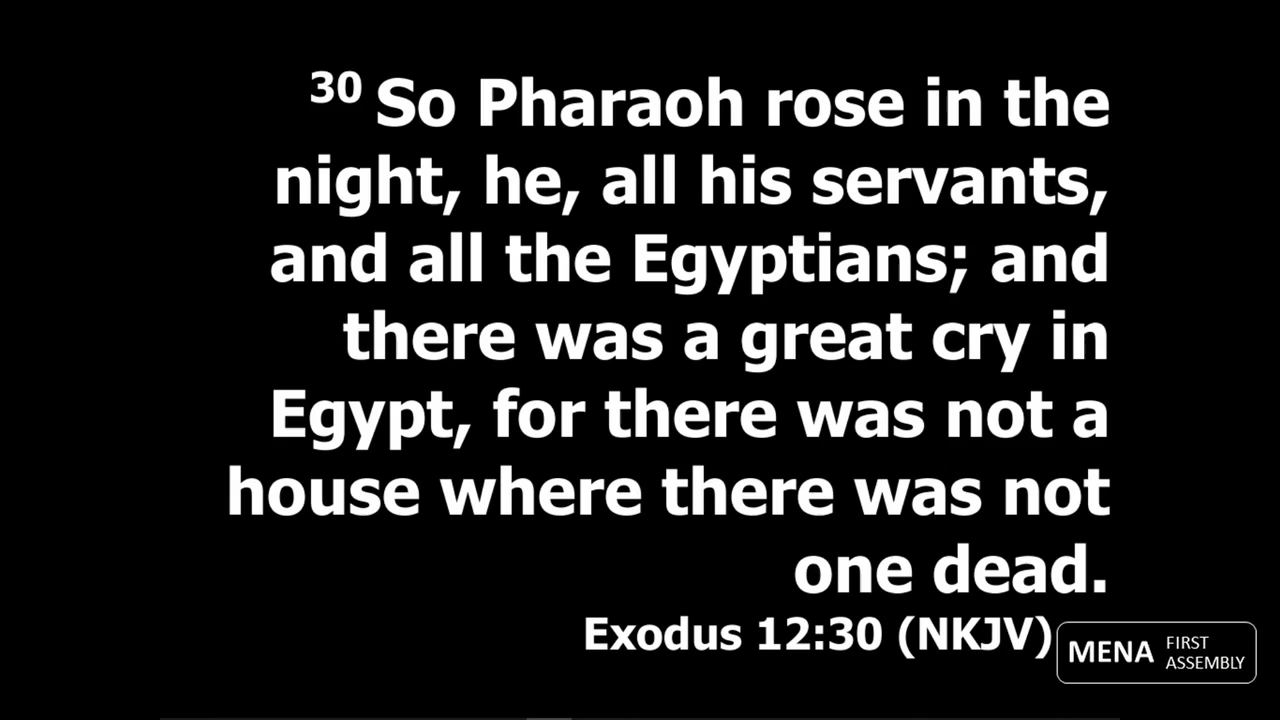 30 So Pharaoh rose in the
night, he, all his servants,
and all the Egyptians; and
there was a great cry in
Egypt, for there was not a
house where there was not
one dead.
Exodus 12:30 (NKJV)
MENA FIRST
ASSEMBLY